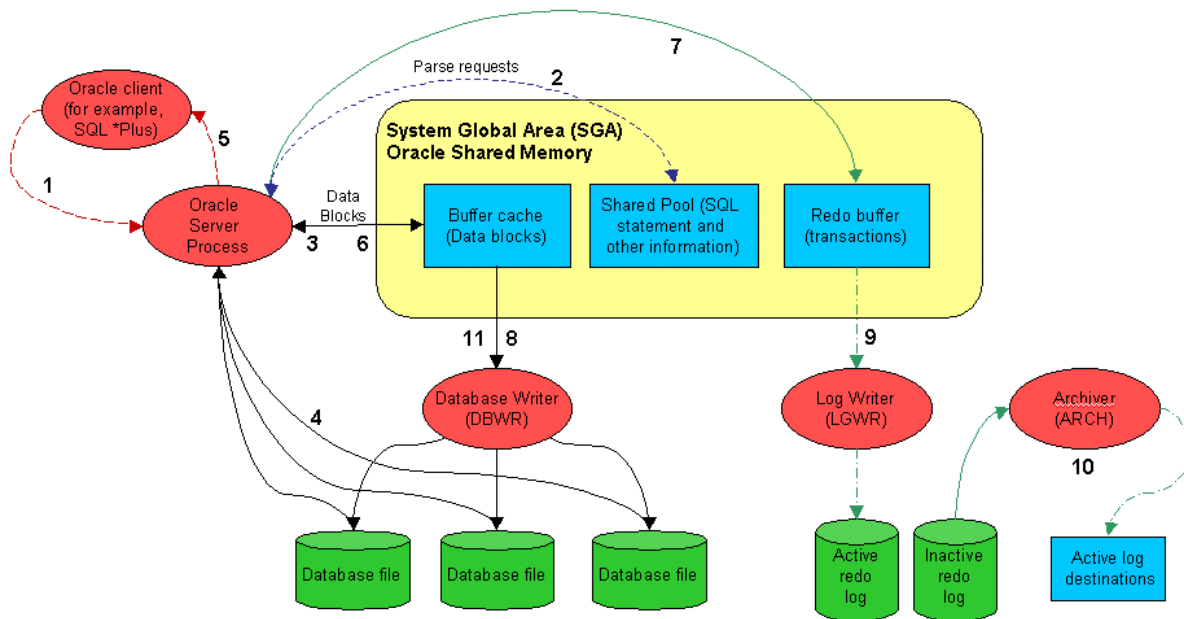 7
Parse requests
2
Oracle client
(for example,
SQL *Plus)
5
System Global Area (SGA)
Oracle Shared Memory
1
Oracle
Server
Process
Data
Blocks
3
6
Buffer cache
(Data blocks)
Shared Pool (SQL
statement and
other information)
Redo buffer
(transactions)
11
8
9
4
Database Writer
(DBWR)
Log Writer
(LGWR)
Archiver
(ARCH)
10
Database file
Database file
Database file
Active
redo
log
Inactive
redo
log
Active log
destinations